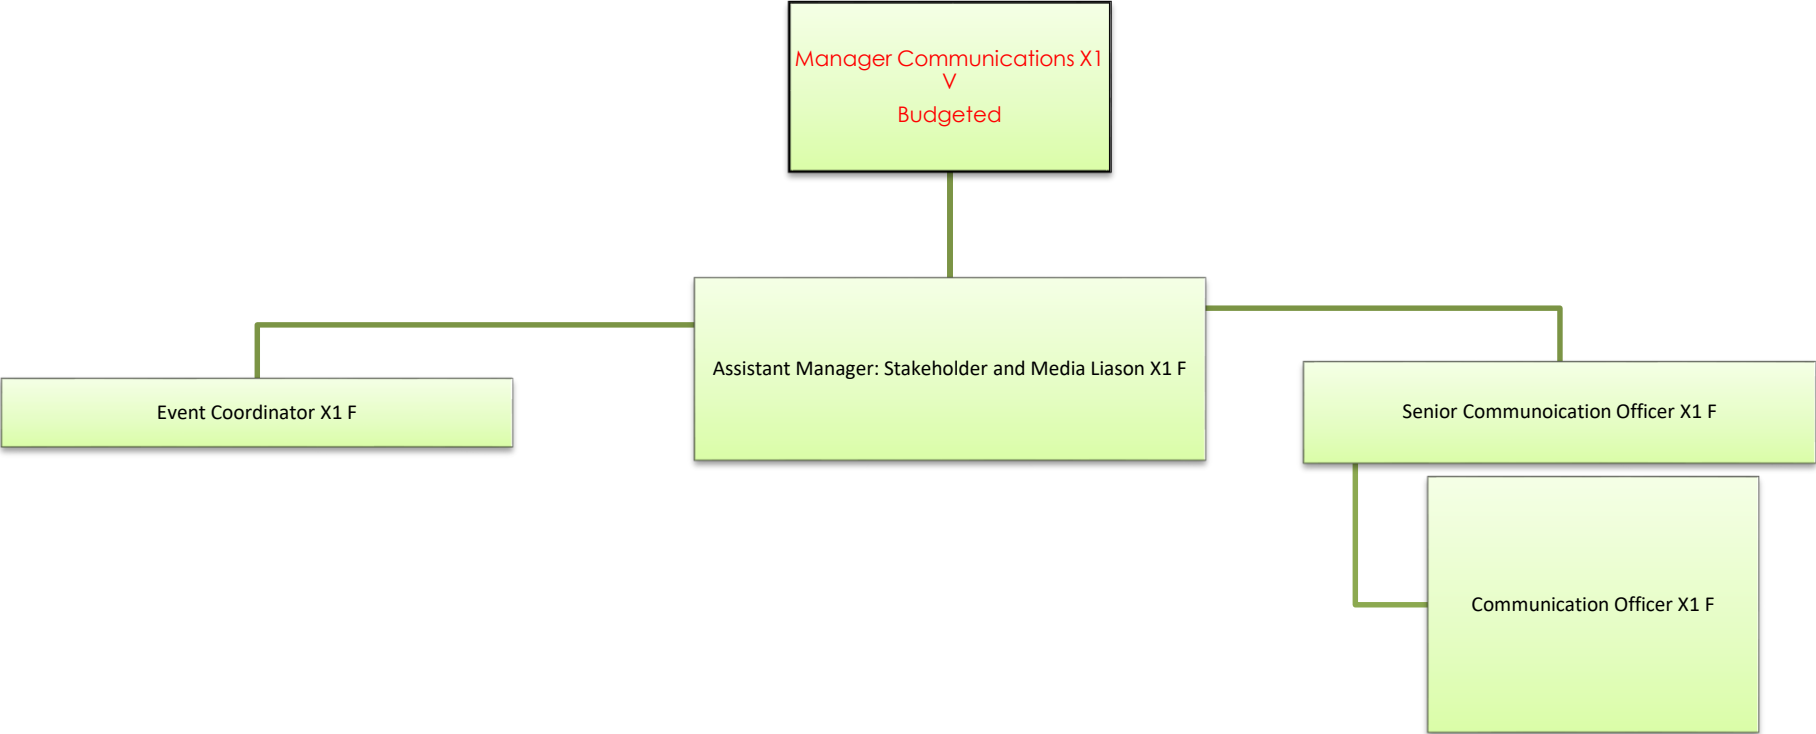 Manager Communications X1
V
Budgeted
Assistant Manager: Stakeholder and Media Liason X1 F
Event Coordinator X1 F
Senior Communoication Officer X1 F
Communication Officer X1 F